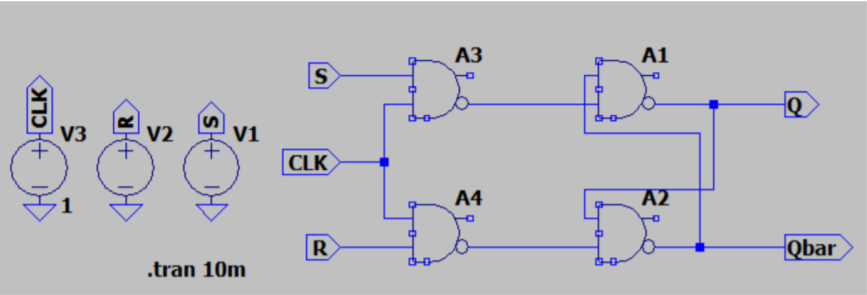 CLK
V3
1
R
V2
S
V1
.tran 10m
S
CLK
R
A3
A4
A1
A2
Q
Qbar